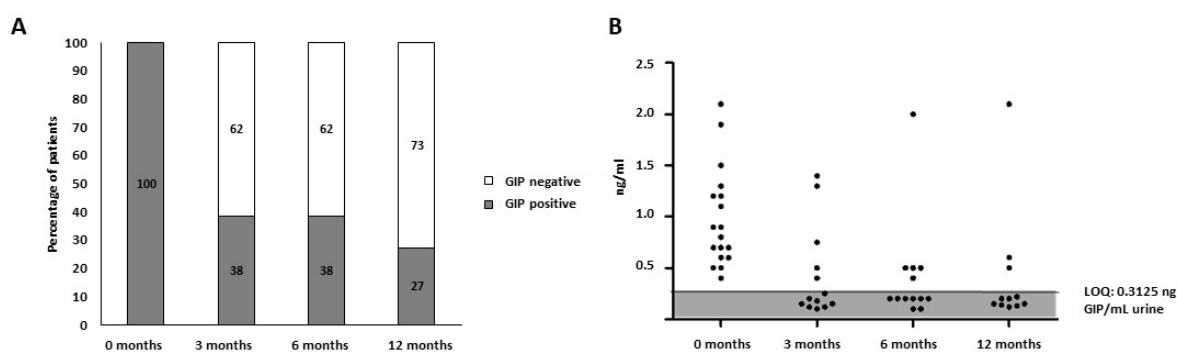 A
Percentage of patients
100
90
80
70
60
50
40
30
20
10
0
100
62
38
62
38
73
27
0 months
3 months
6 months
12 months
GIP negative
GIP positive
B
ng/ml
2.5
2.0
1.5
1.0
0.5
0 months
3 months
6 months
12 months
LOQ: 0.3125 ng
GIP/mL urine